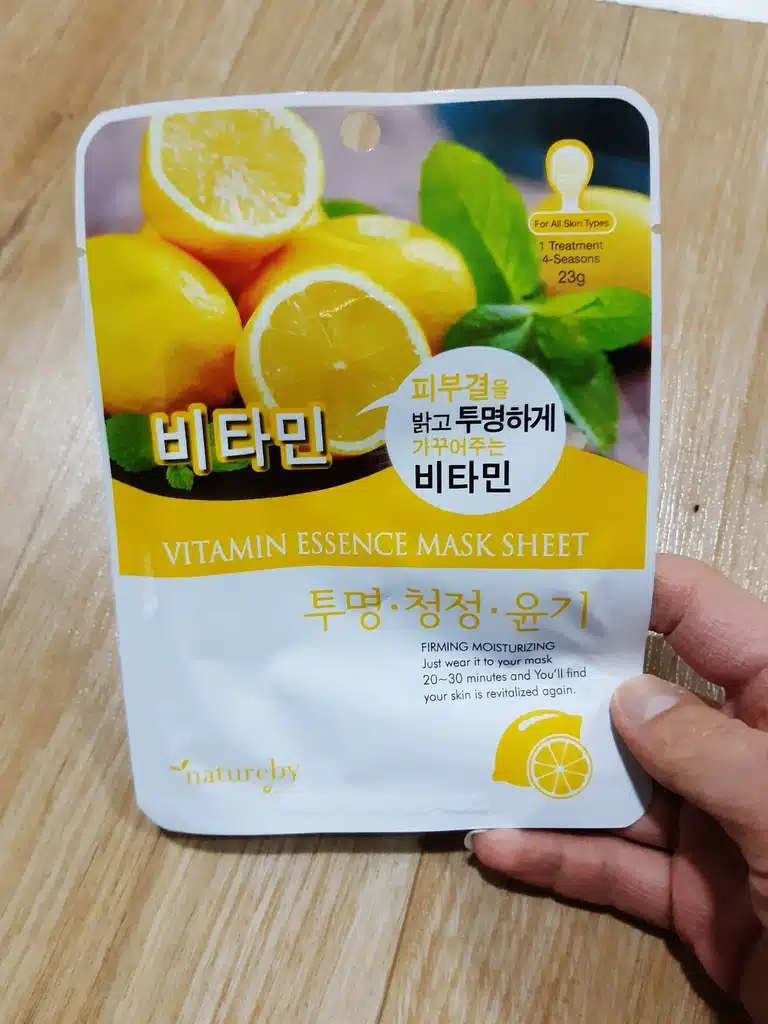 For All Skin Types
1 Treatment
4-Seasons
23g
피부결을
밝고 투명하게
가꾸어주는
비타민
비타민
VITAMIN ESSENCE MASK SHEET
투명·청정·윤기
FIRMING MOISTURIZING
Just wear it to your mask
20~30 minutes and You'll find
your skin is revitalized again.
natureby